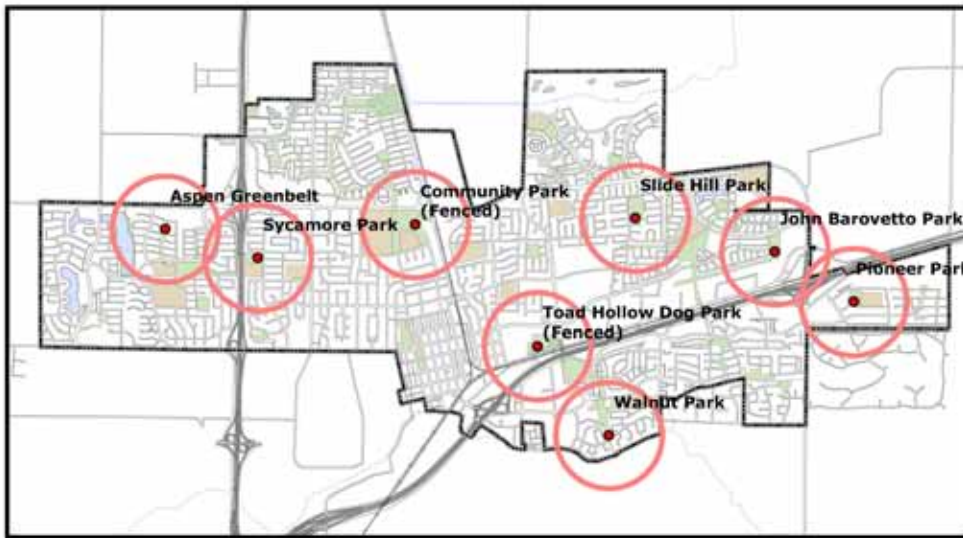 Aspen Greenbelt
Sycamore Park
Community Park
(Fenced)
Slide Hill Park
John Barovetto Park
Pioneer Park
Toad Hollow Dog Park
(Fenced)
Walnut Park